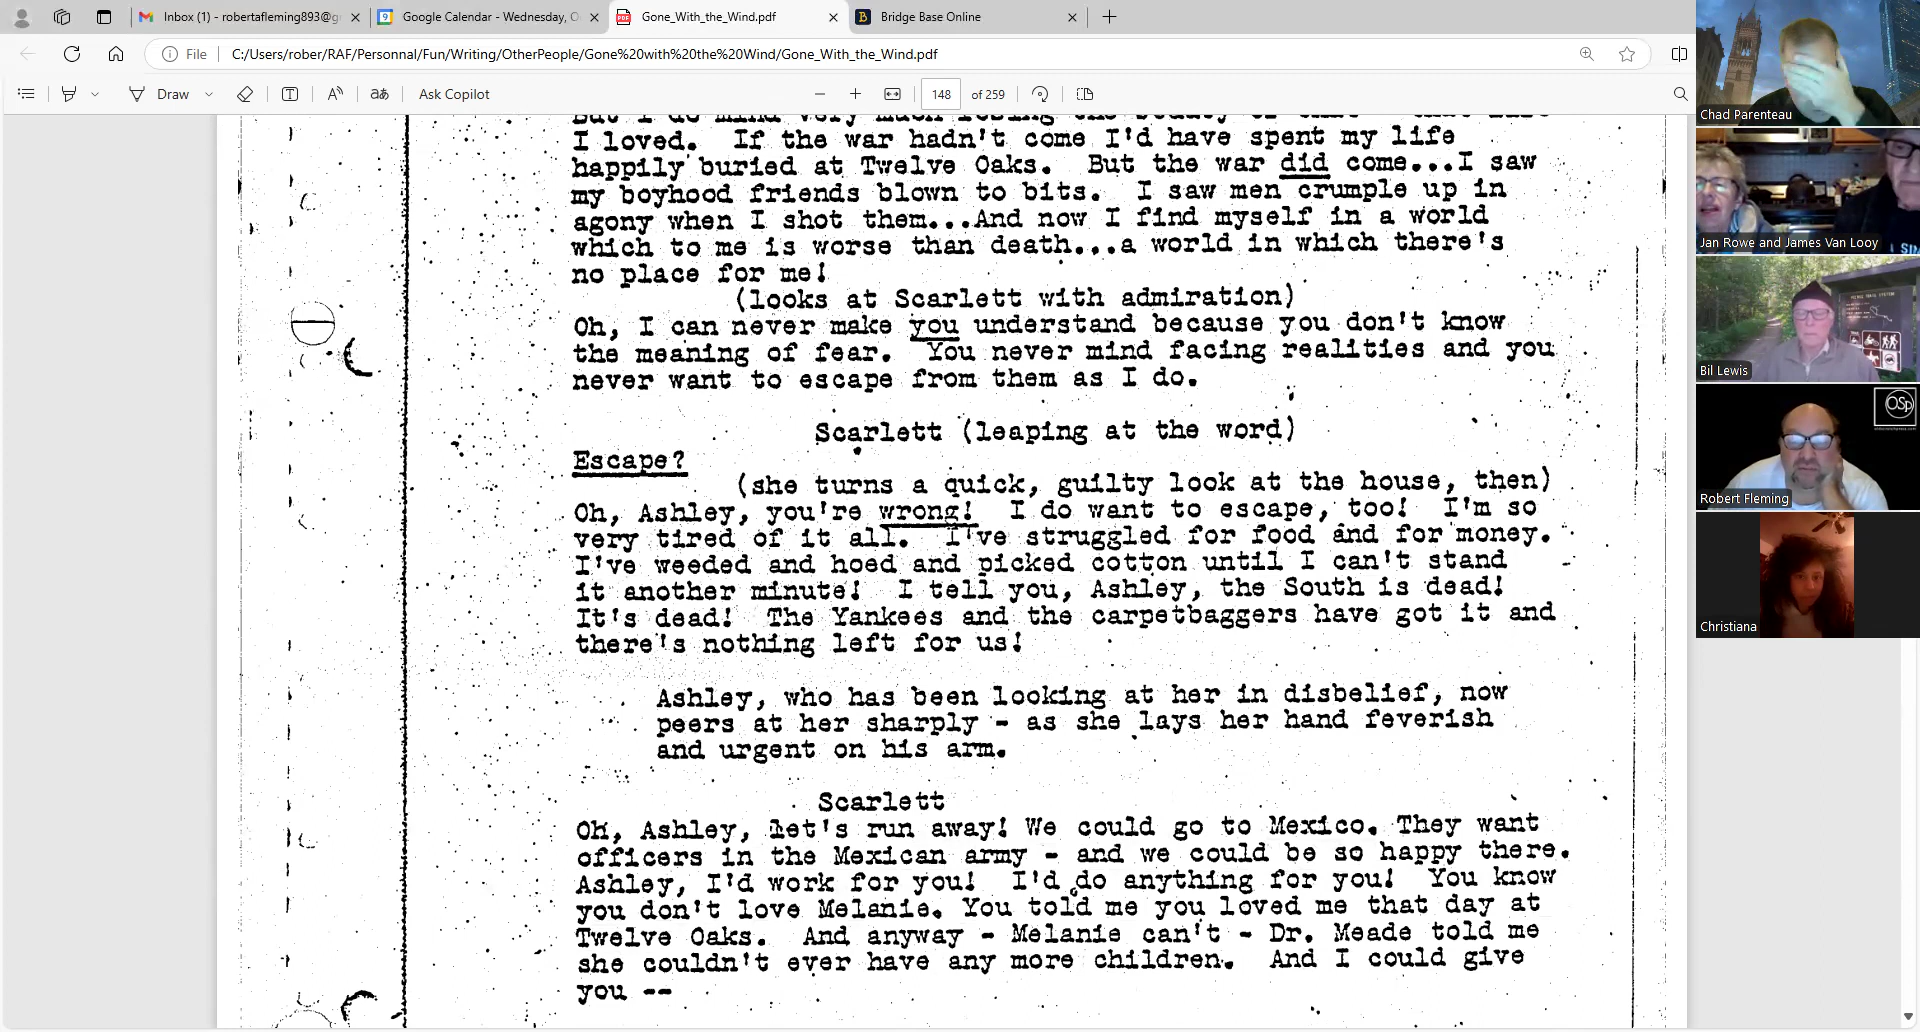 Inbox (1) - robertafleming893@g
Google Calendar - Wednesday, O
Gone_With_the_Wind.pdf
Bridge Base Online
File
C:/Users/rober/RAF/Personnal/Fun/Writing/OtherPeople/Gone%20with%20the%20Wind/Gone_With_the_Wind.pdf
Draw
Ask Copilot
148 of 259
But I do mind very much losing the beauty of that
I loved. If the war hadn't come I'd have spent my life
happily buried at Twelve Oaks. But the war did come...I saw
my boyhood friends blown to bits. I saw men crumple up in
agony when I shot them...And now I find myself in a world
which to me is worse than death...a world in which there's
no place for me!
(looks at Scarlett with admiration)
Oh, I can never make you understand because you don't know
the meaning of fear. You never mind facing realities and you
never want to escape from them as I do.
Scarlett (leaping at the word)
Escape?
(she turns a quick, guilty look at the house, then)
Oh, Ashley, you're wrong! I do want to escape, too! I'm so
very tired of it all. I've struggled for food and for money.
I've weeded and hoed and picked cotton until I can't stand
it another minute! I tell you, Ashley, the South is dead!
It's dead! The Yankees and the carpetbaggers have got it and
there's nothing left for us!
Ashley, who has been looking at her in disbelief, now
peers at her sharply - as she lays her hand feverish
and urgent on his arm.
Scarlett
Oh, Ashley, let's run away! We could go to Mexico. They want
officers in the Mexican army - and we could be so happy there.
Ashley, I'd work for you! I'd do anything for you! You know
you don't love Melanie. You told me you loved me that day at
Twelve Oaks. And anyway - Melanie can't - Dr. Meade told me
she couldn't ever have any more children. And I could give
you --
Chad Parenteau
Jan Rowe and James Van Looy
Bil Lewis
OSP
Robert Fleming
Christiana